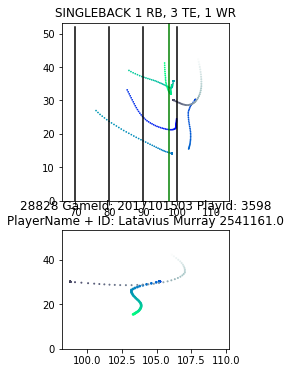 SINGLEBACK 1 RB, 3 TE, 1 WR
50
40
30
20
10
0
70 80 90 100 110
28828 GameId: 2017101503 PlayId: 3598
PlayerName + ID: Latavius Murray 2541161.0
40
20
0
100.0 102.5 105.0 107.5 110.0